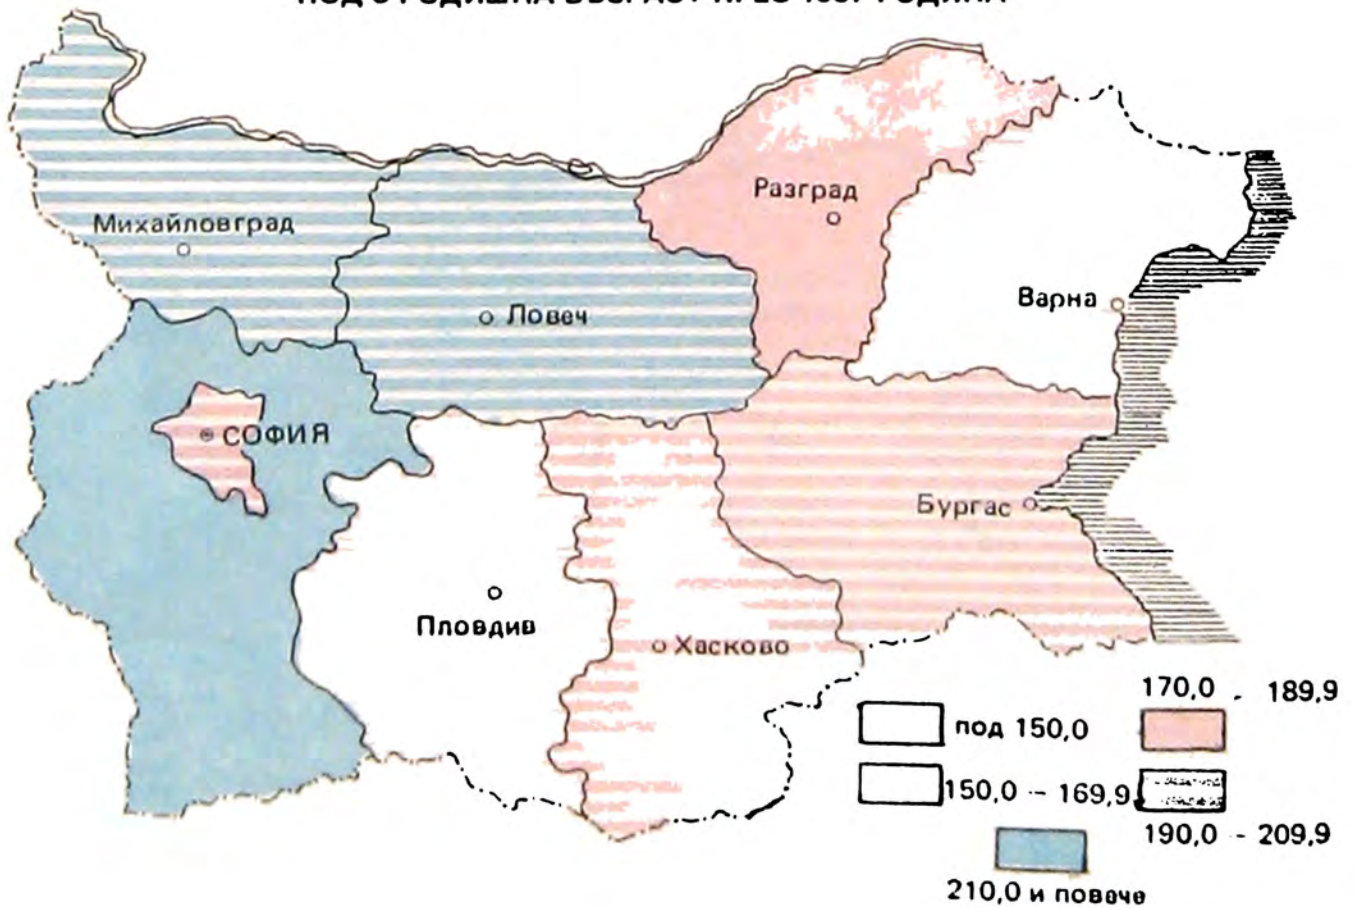 Разград
Михайловград
Варна
Ловеч
СОФИЯ
Бургас
Пловдив
Хасково
170,0 - 189,9
под 150,0
150,0 - 169,9
190,0 - 209,9
210,0 и повече